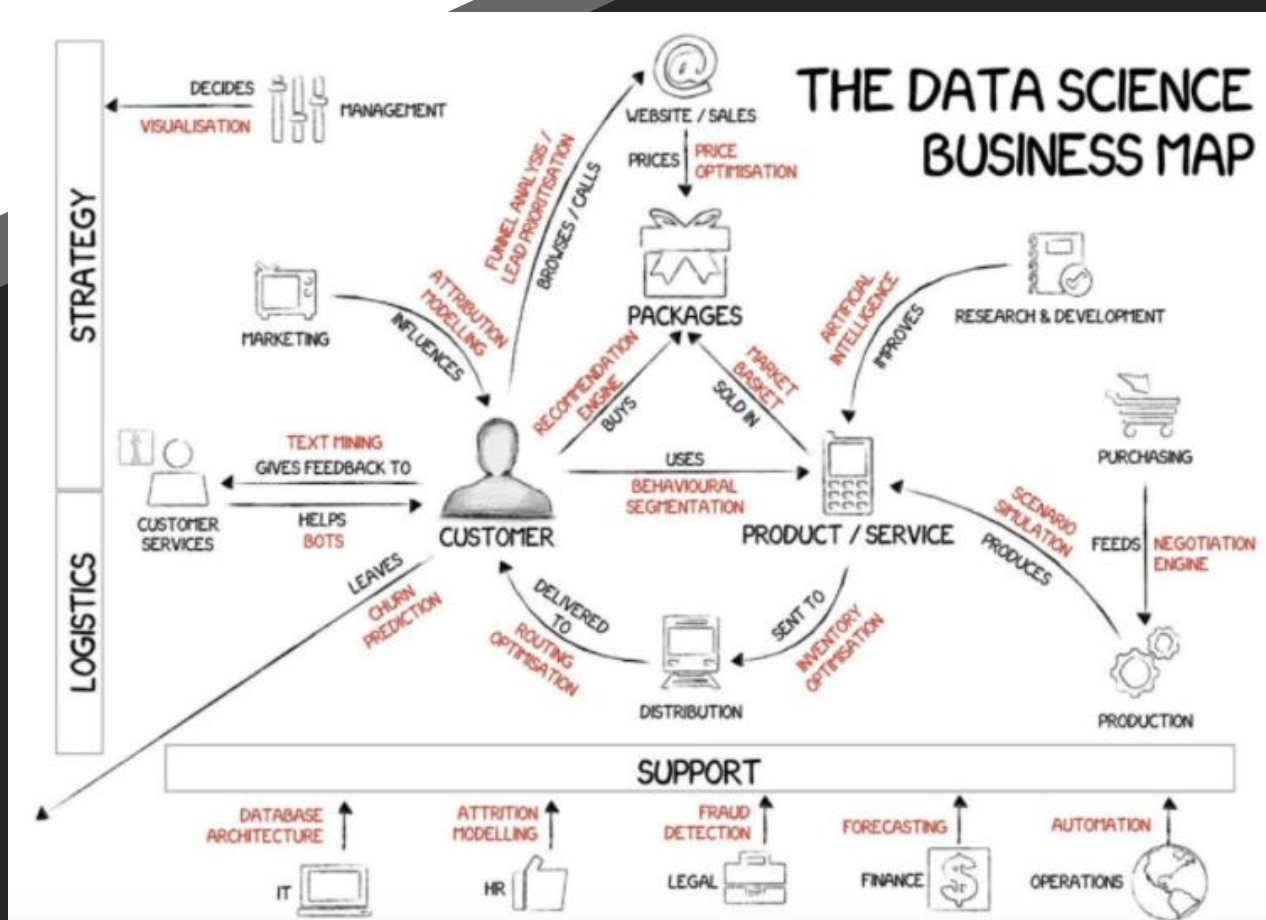 THE DATA SCIENCE
BUSINESS MAP
STRATEGY
LOGISTICS
DECIDES
VISUALISATION
MANAGEMENT
WEBSITE / SALES
PRICES
PRICE
OPTIMISATION
FUNNEL ANALYSIS /
LEAD PRIORITISATION
BROWSES / CALLS
PACKAGES
MARKETING
ATTRIBUTION
MODELLING
INFLUENCES
RECOMMENDATION
ENGINE
BUYS
MARKET
BASKET
SOLD IN
ARTIFICIAL
INTELLIGENCE
IMPROVES
RESEARCH & DEVELOPMENT
PURCHASING
TEXT MINING
GIVES FEEDBACK TO
HELPS
BOTS
CUSTOMER
SERVICES
CUSTOMER
USES
BEHAVIOURAL
SEGMENTATION
PRODUCT / SERVICE
SCENARIO
SIMULATION
PRODUCES
FEEDS
NEGOTIATION
ENGINE
LEAVES
CHURN
PREDICTION
DELIVERED
TO
ROUTING
OPTIMISATION
SENT TO
INVENTORY
OPTIMISATION
DISTRIBUTION
PRODUCTION
SUPPORT
DATABASE
ARCHITECTURE
IT
ATTRITION
MODELLING
HR
FRAUD
DETECTION
LEGAL
FORECASTING
FINANCE
AUTOMATION
OPERATIONS